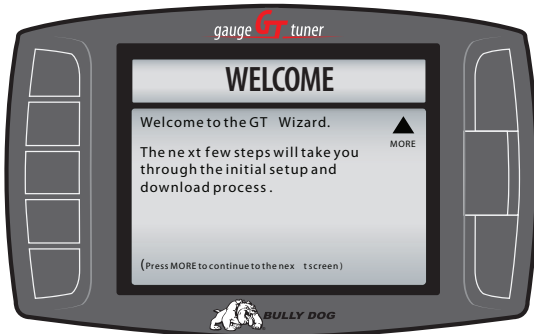 gauge GT tuner
WELCOME
Welcome to the GT Wizard.
MORE
The next few steps will take you
through the initial setup and
download process.
(Press MORE to continue to the next screen)
BULLY DOG